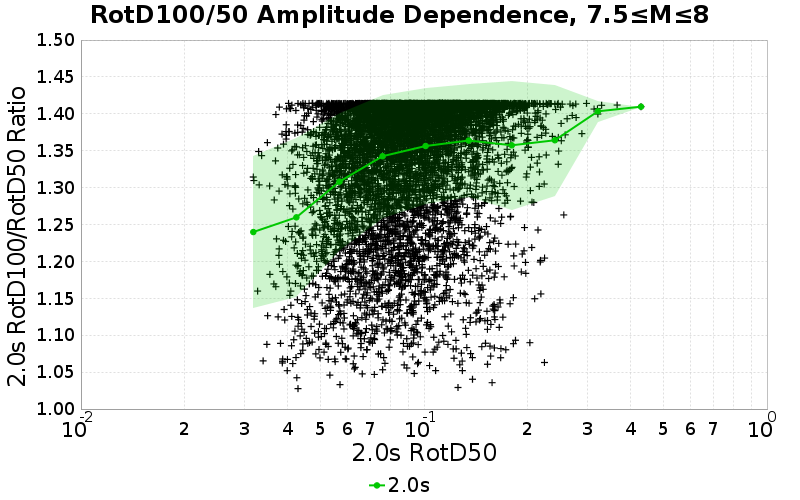 RotD100/50 Amplitude Dependence, 7.5≤M≤8
2.0s RotD100/RotD50 Ratio
1.50
1.45
1.40
1.35
1.30
1.25
1.20
1.15
1.10
1.05
1.00
10-2 2 3 4 5 6 7 10-1 2 3 4 5 6 7 100
2.0s RotD50
2.0s